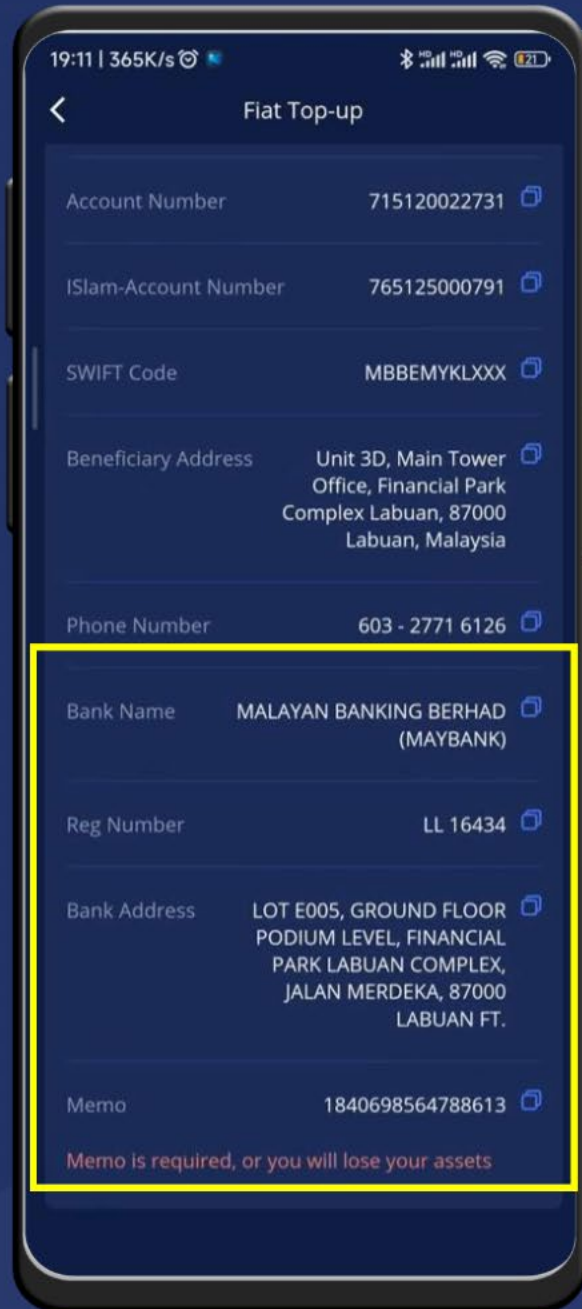 19:11 | 365K/s
HD HD 21
Fiat Top-up
Account Number 715120022731
ISlam-Account Number 765125000791
SWIFT Code MBBEMYKLXXX
Beneficiary Address Unit 3D, Main Tower
Office, Financial Park
Complex Labuan, 87000
Labuan, Malaysia
Phone Number 603 - 2771 6126
Bank Name MALAYAN BANKING BERHAD
(MAYBANK)
Reg Number LL 16434
Bank Address LOT E005, GROUND FLOOR
PODIUM LEVEL, FINANCIAL
PARK LABUAN COMPLEX,
JALAN MERDEKA, 87000
LABUAN FT.
Memo 1840698564788613
Memo is required, or you will lose your assets